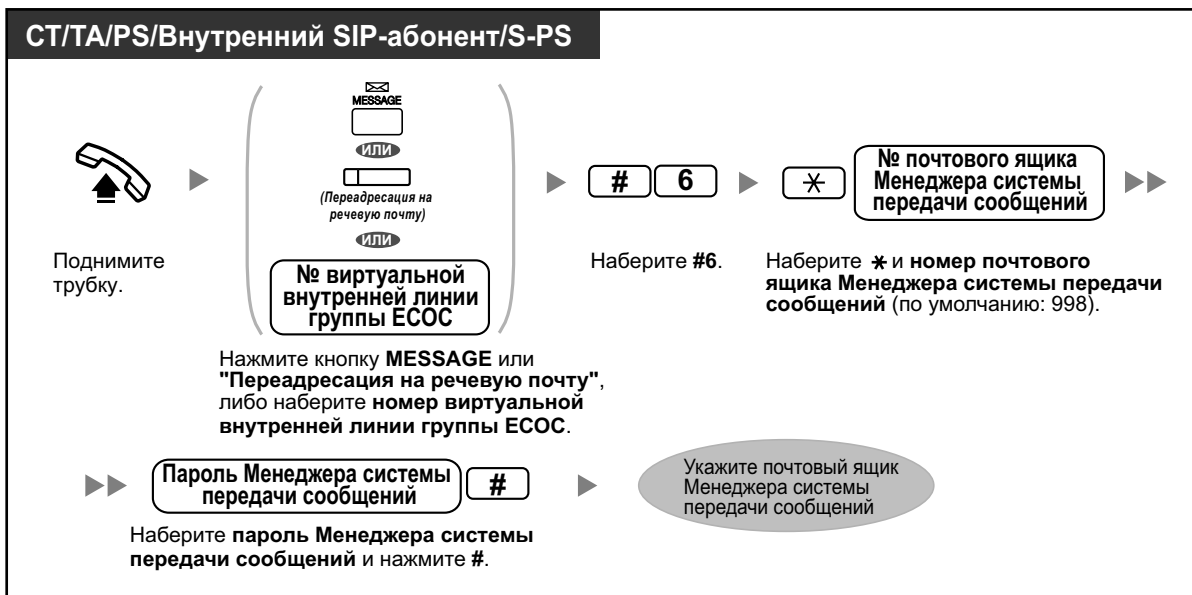 СТ/ТА/PS/Внутренний SIP-абонент/S-PS
MESSAGE
ИЛИ
(Переадресация на
речевую почту)
ИЛИ
№ виртуальной
внутренней линии
группы ЕСОС
# 6
✳ № почтового ящика
Менеджера системы
передачи сообщений
Поднимите
трубку.
Нажмите кнопку MESSAGE или
"Переадресация на речевую почту",
либо наберите номер виртуальной
внутренней линии группы ЕСОС.
Наберите #6.
Наберите ✳ и номер почтового
ящика Менеджера системы передачи
сообщений (по умолчанию: 998).
Пароль Менеджера системы
передачи сообщений #
Наберите пароль Менеджера системы
передачи сообщений и нажмите #.
Укажите почтовый ящик
Менеджера системы
передачи сообщений